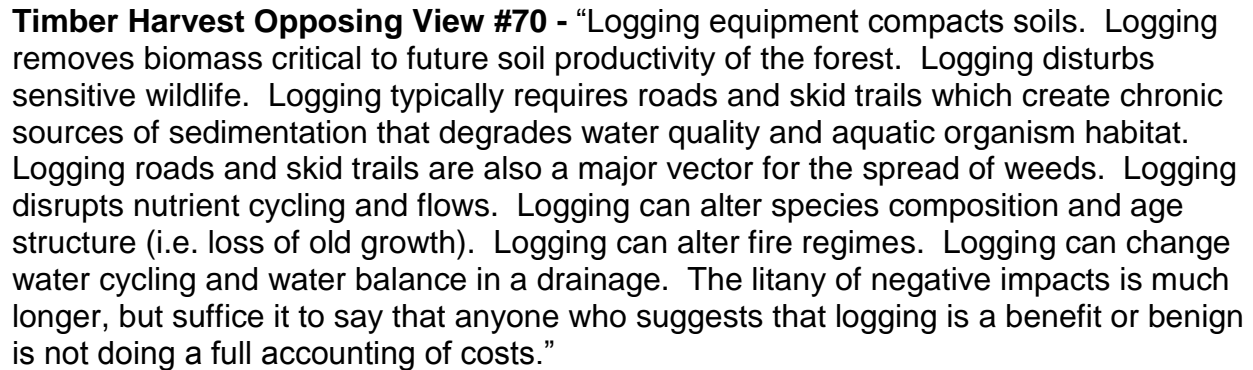 Timber Harvest Opposing View #70 - “Logging equipment compacts soils.  Logging
removes biomass critical to future soil productivity of the forest.  Logging disturbs
sensitive wildlife.  Logging typically requires roads and skid trails which create chronic
sources of sedimentation that degrades water quality and aquatic organism habitat.
Logging roads and skid trails are also a major vector for the spread of weeds.  Logging
disrupts nutrient cycling and flows.  Logging can alter species composition and age
structure (i.e. loss of old growth).  Logging can alter fire regimes.  Logging can change
water cycling and water balance in a drainage.  The litany of negative impacts is much
longer, but suffice it to say that anyone who suggests that logging is a benefit or benign
is not doing a full accounting of costs.”